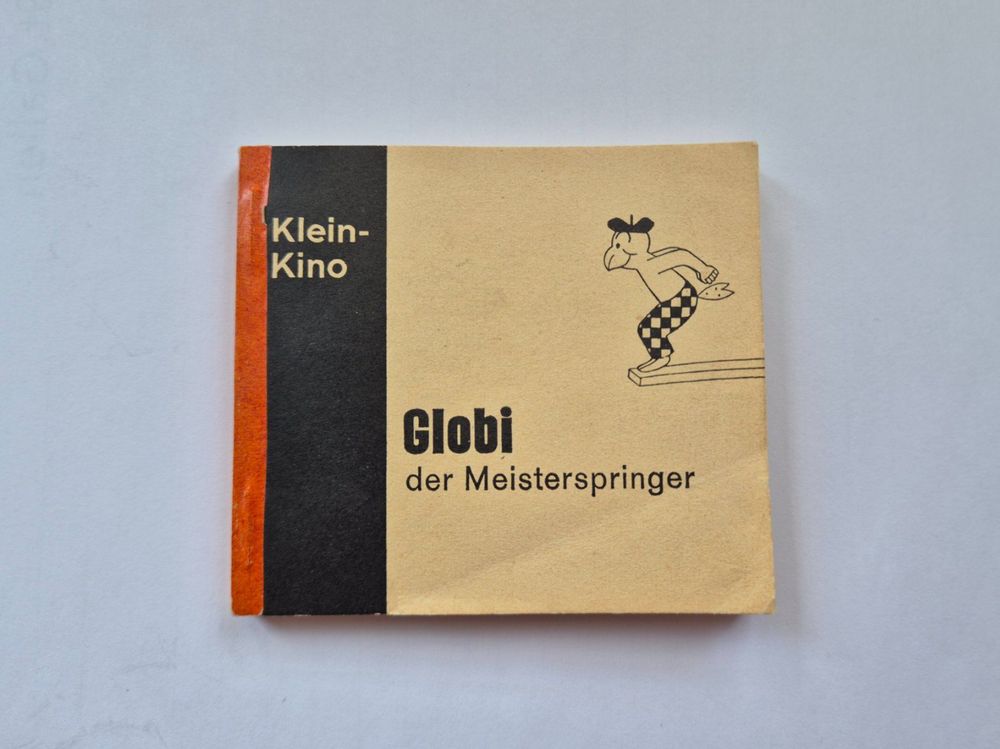 Klein-
Kino
Globi
der Meisterspringer